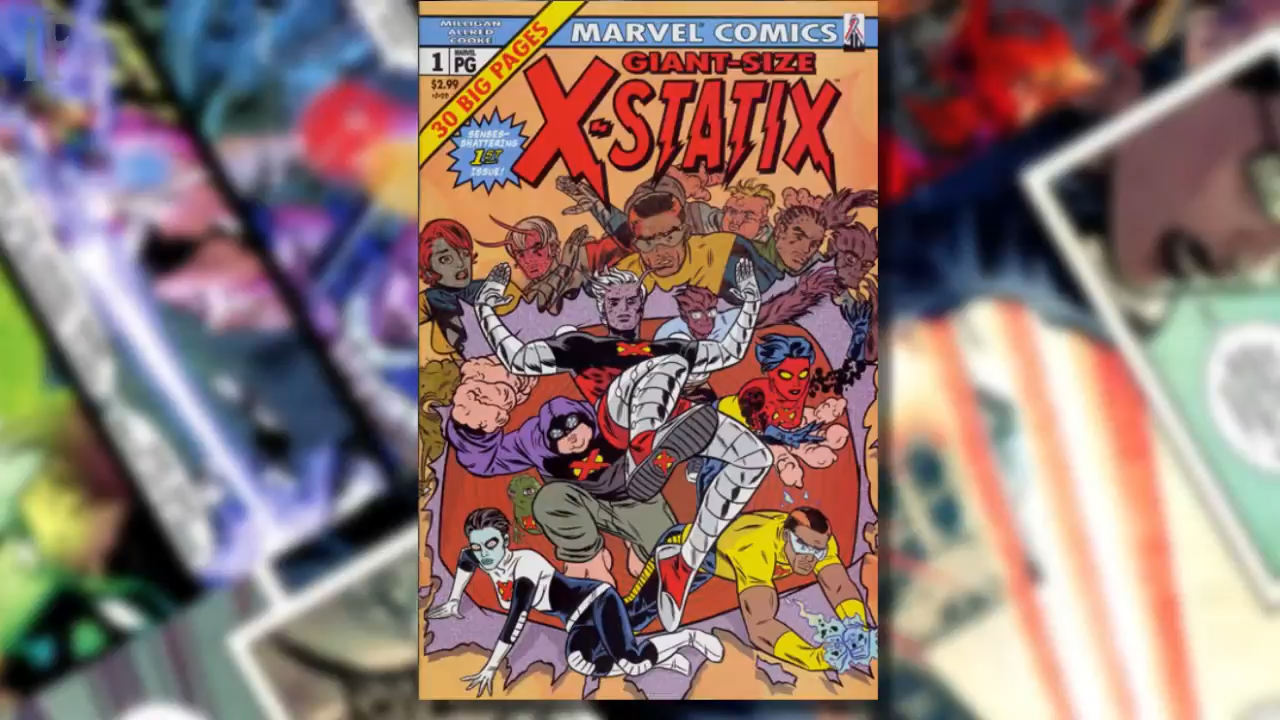 MILLIGAN
ALLRED
COOKE
MARVEL COMICS
1
MARVEL
PG
$2.99
30 BIG PAGES
GIANT-SIZE
X-STATIX
SENSES-
SHATTERING
1ST
ISSUE!